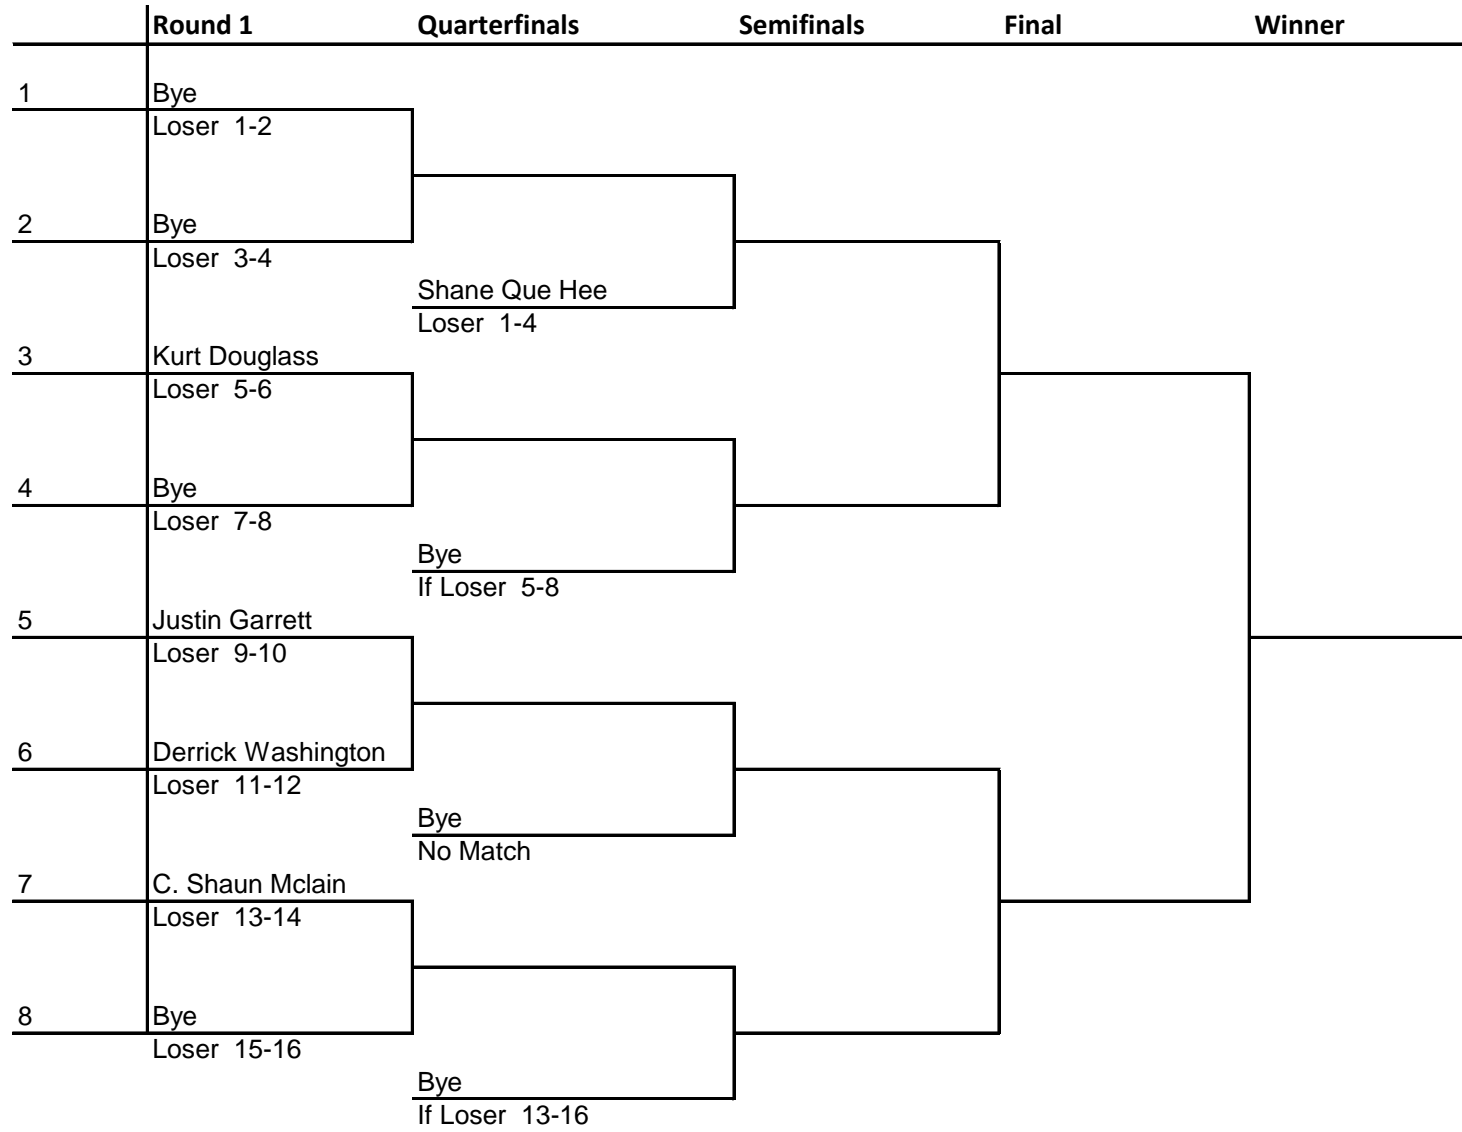 Round 1 Quarterfinals Semifinals Final Winner
1 Bye
Loser 1-2
2 Bye
Loser 3-4
Shane Que Hee
Loser 1-4
3 Kurt Douglass
Loser 5-6
4 Bye
Loser 7-8
Bye
If Loser 5-8
5 Justin Garrett
Loser 9-10
6 Derrick Washington
Loser 11-12
Bye
No Match
7 C. Shaun Mclain
Loser 13-14
8 Bye
Loser 15-16
Bye
If Loser 13-16